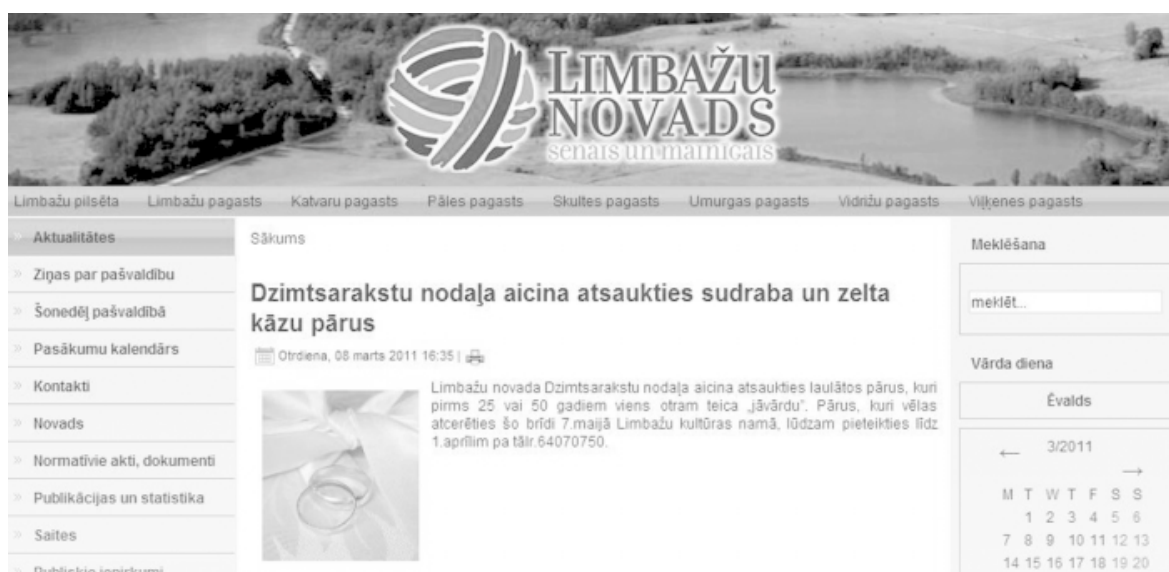 LIMBAŽU
NOVADS
senais un mainīgais
Limbažu pilsēta Limbažu pagasts Katvaru pagasts Pāles pagasts Skultes pagasts Umurgas pagasts Vidrižu pagasts Viļķenes pagasts
» Aktualitātes
» Ziņas par pašvaldību
» Šonedēļ pašvaldībā
» Pasākumu kalendārs
» Kontakti
» Novads
» Normatīvie akti, dokumenti
» Publikācijas un statistika
» Saites
» Publiskie iepirkumi
Sākums
Dzimtsarakstu nodaļa aicina atsaukties sudraba un zelta
kāzu pārus
Otrdiena, 08 marts 2011 16:35 |
Limbažu novada Dzimtsarakstu nodaļa aicina atsaukties laulātos pārus, kuri
pirms 25 vai 50 gadiem viens otram teica „jāvārdu”. Pārus, kuri vēlas
atcerēties šo brīdi 7.maijā Limbažu kultūras namā, lūdzam pieteikties līdz
1.aprīlim pa tālr.64070750.
Meklēšana
meklēt...
Vārda diena
Ēvalds
← 3/2011
→
M T W T F S S
1 2 3 4 5 6
7 8 9 10 11 12 13
14 15 16 17 18 19 20